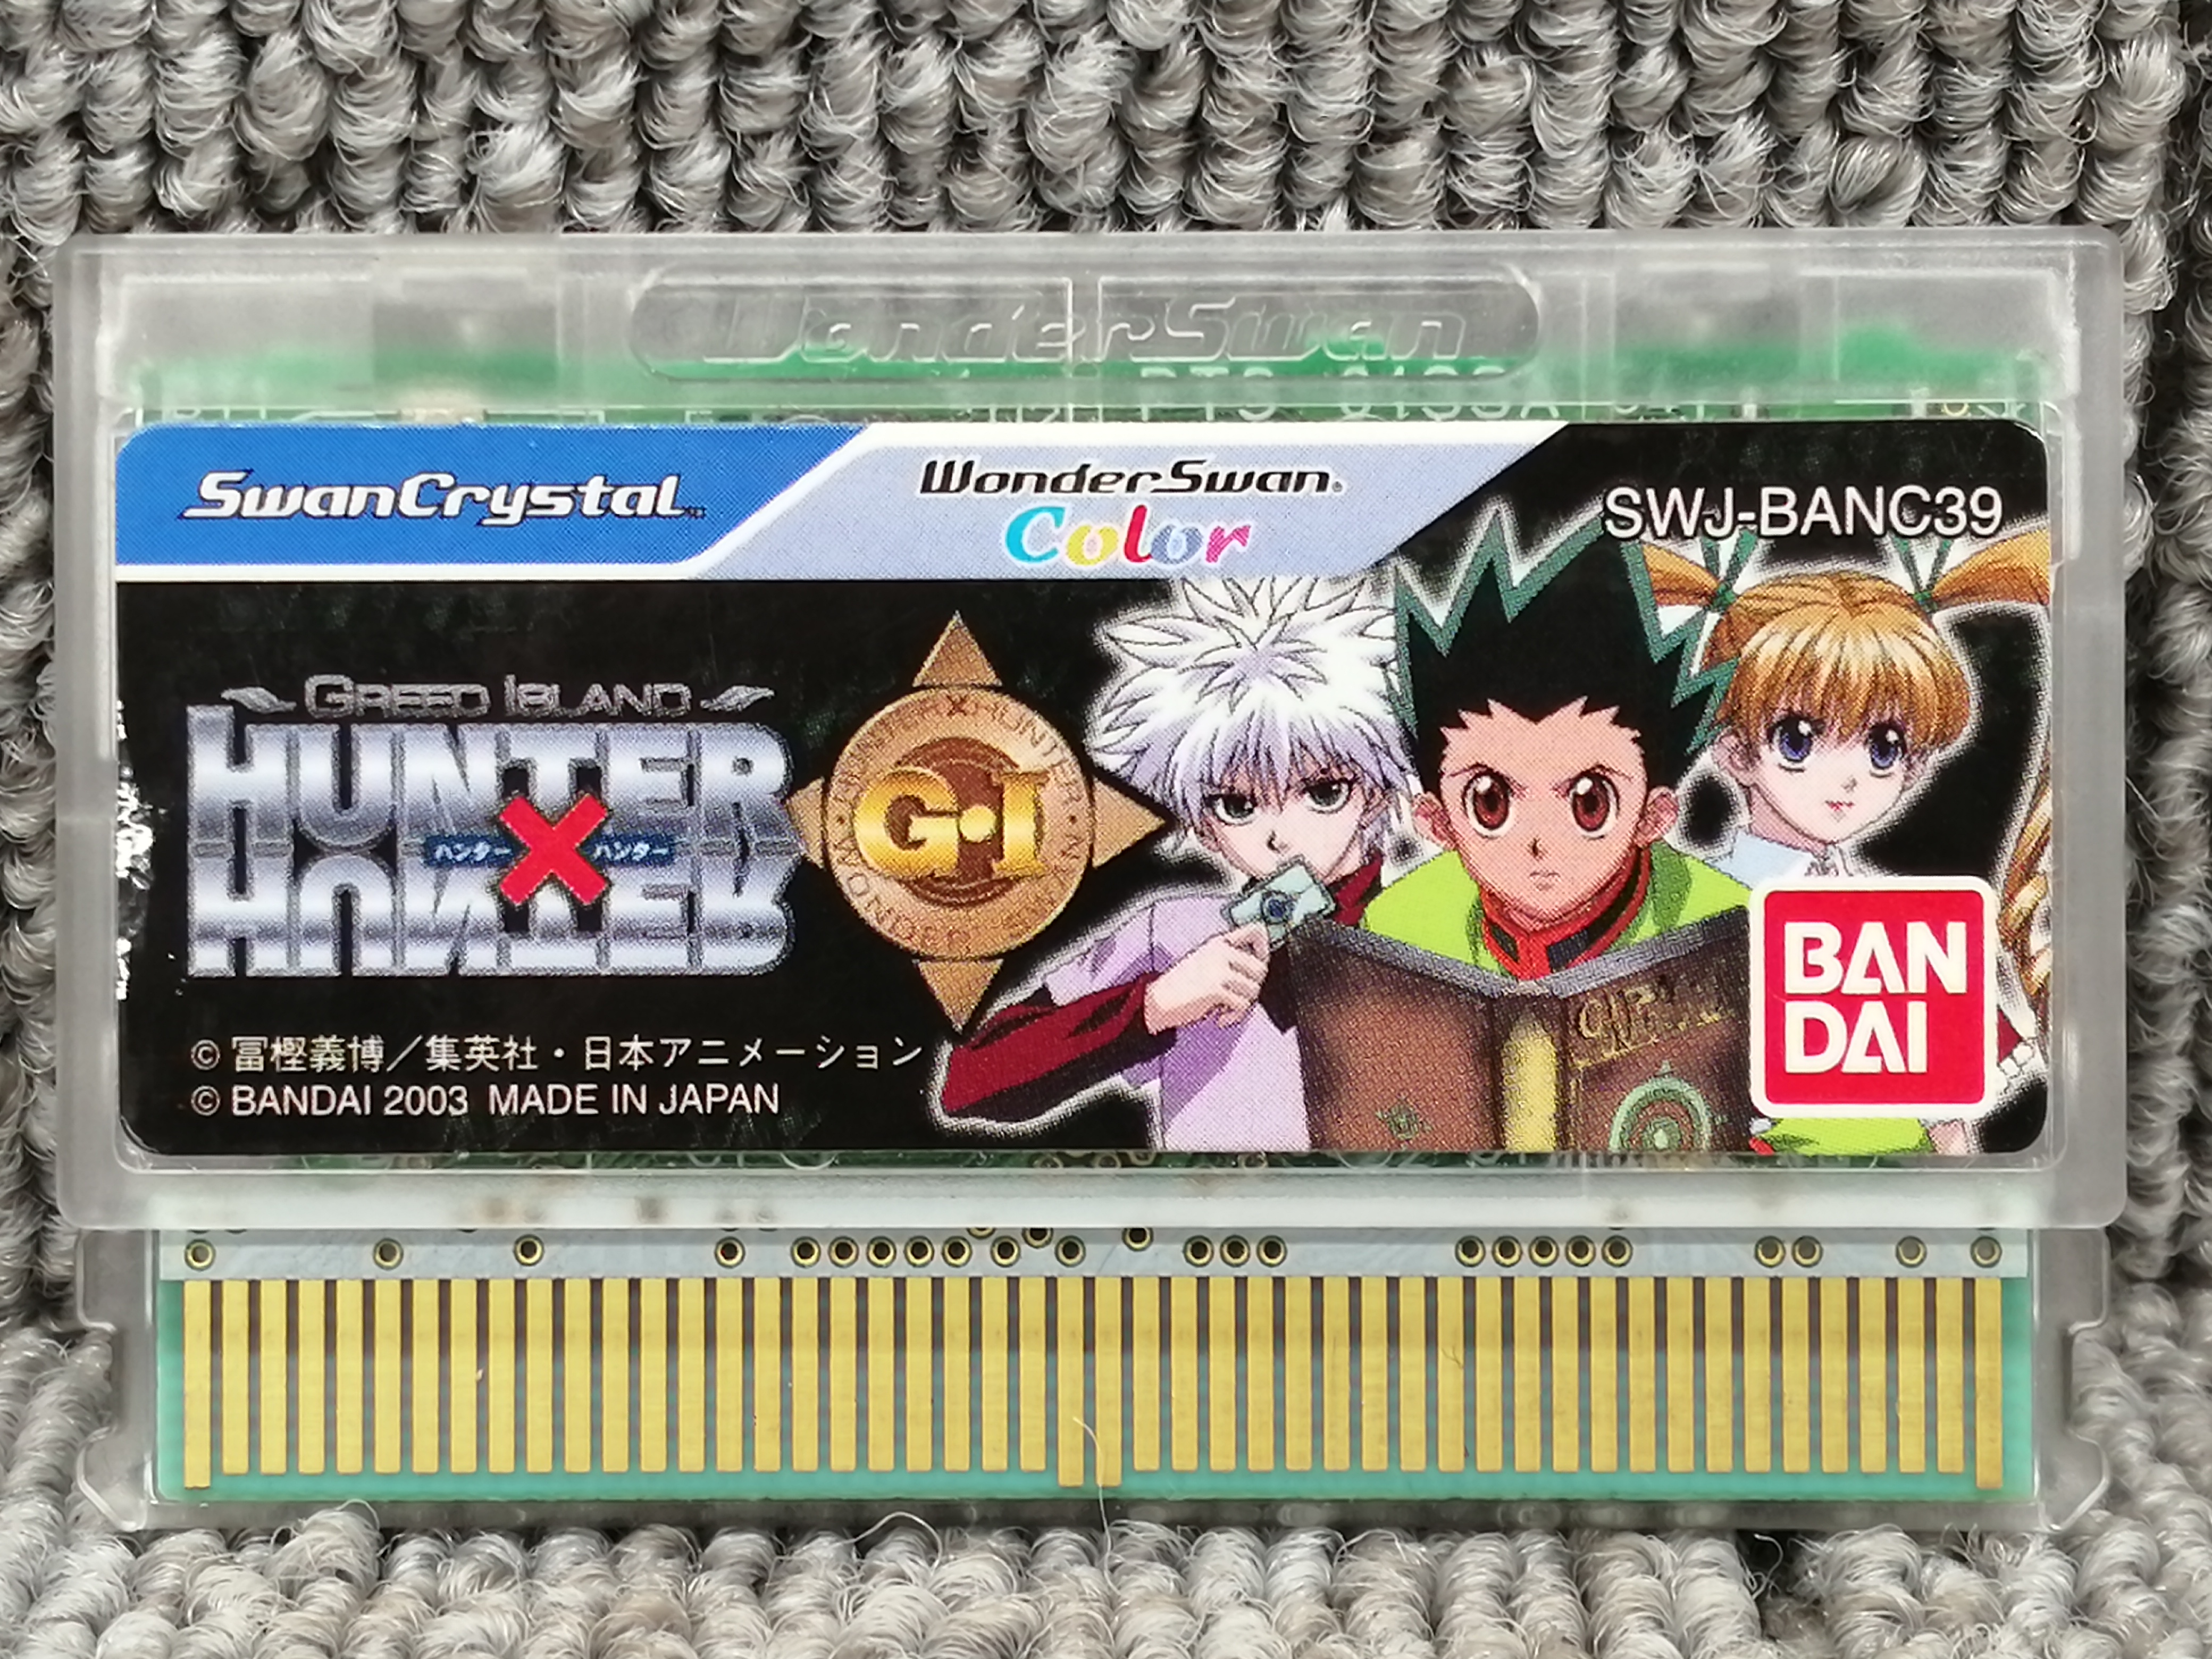 WonderSwan
SwanCrystal
WonderSwan
Color
SWJ-BANC39
GREED ISLAND
HUNTER
ハンター×ハンター
HUNTER
G・I
BAN
DAI
© 冨樫義博／集英社・日本アニメーション
© BANDAI 2003 MADE IN JAPAN